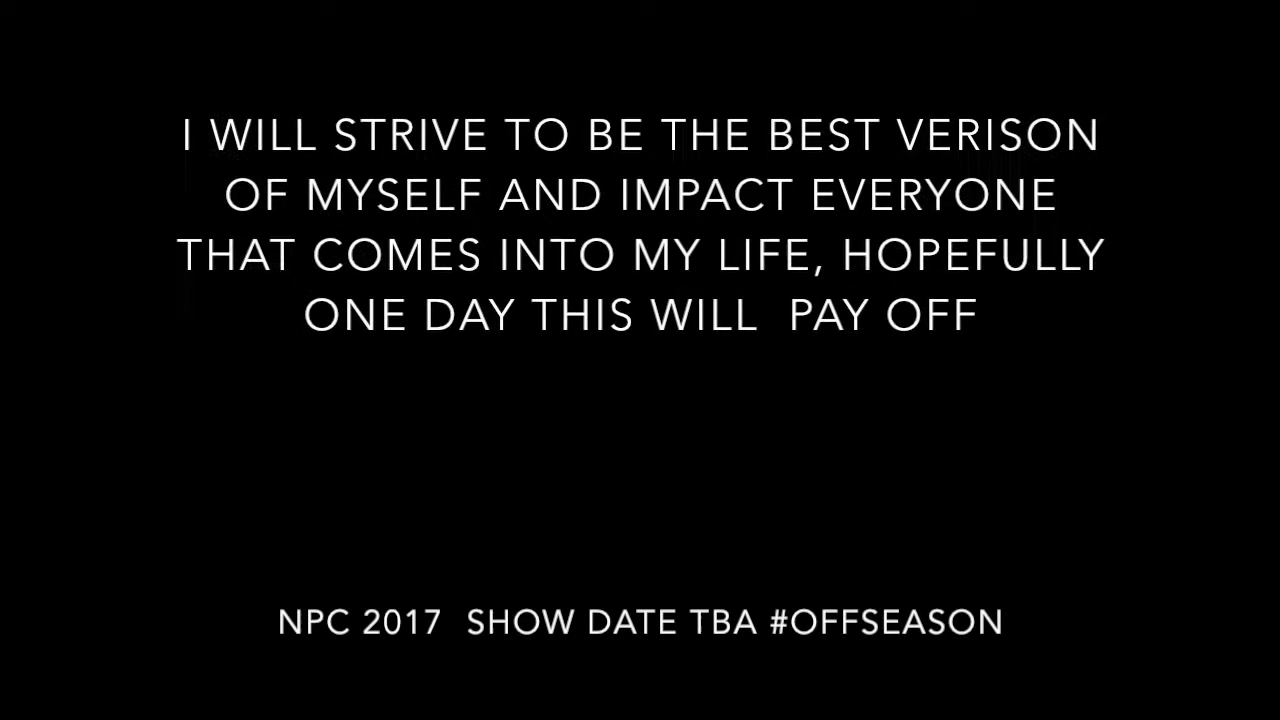 I WILL STRIVE TO BE THE BEST VERISON
OF MYSELF AND IMPACT EVERYONE
THAT COMES INTO MY LIFE, HOPEFULLY
ONE DAY THIS WILL  PAY OFF
NPC 2017  SHOW DATE TBA #OFFSEASON